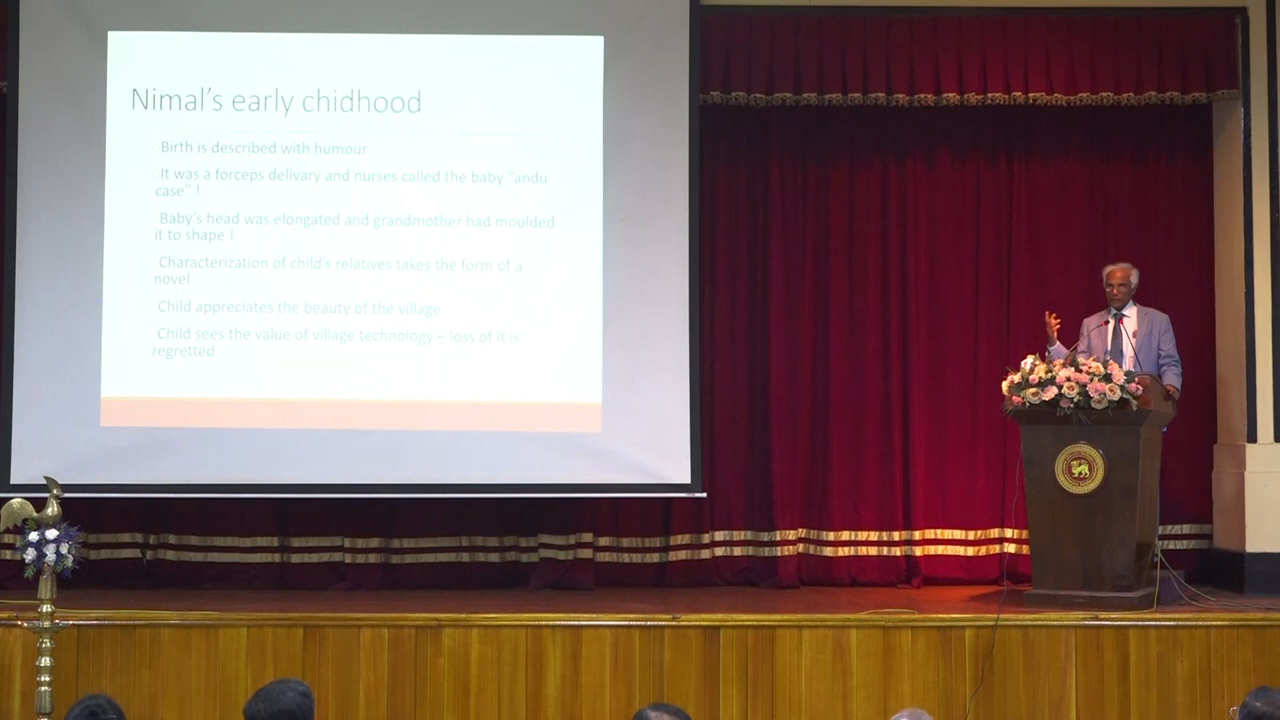 Nimal's early chidhood
Birth is described with humour
It was a forceps delivary and nurses called the baby "andu
case" !
Baby's head was elongated and grandmother had moulded
it to shape !
Characterization of child's relatives takes the form of a
novel
Child appreciates the beauty of the village
Child sees the value of village technology – loss of it is
regretted